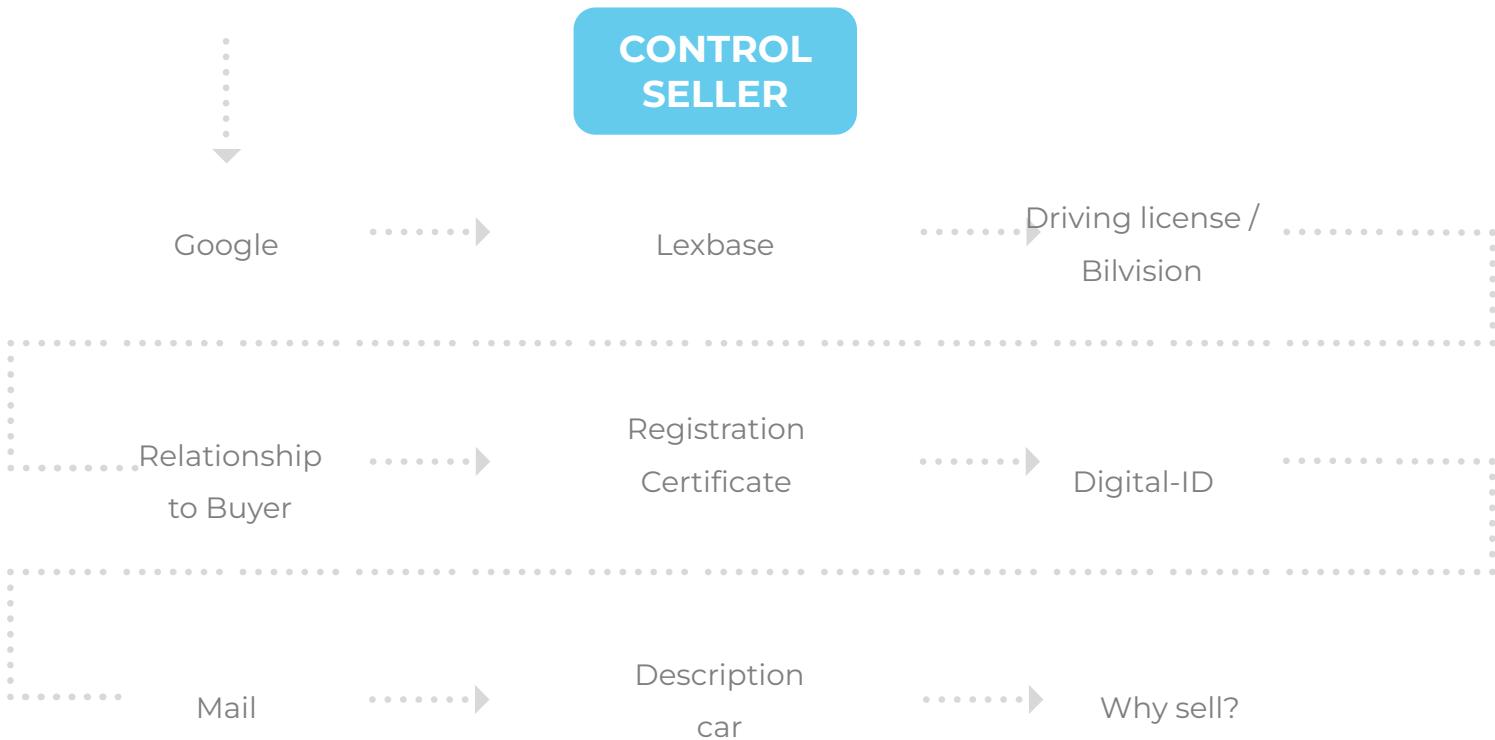 CONTROL
SELLER
Google
Lexbase
Driving license /
Bilvision
Relationship
to Buyer
Registration
Certificate
Digital-ID
Mail
Description
car
Why sell?